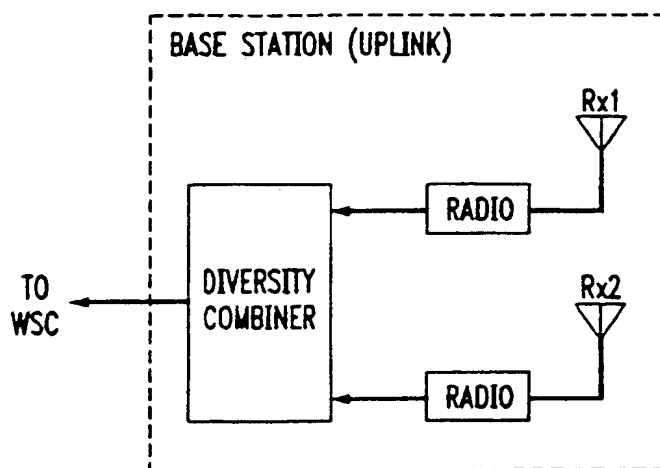 BASE STATION (UPLINK)
Rx1
RADIO
TO
WSC
DIVERSITY
COMBINER
Rx2
RADIO